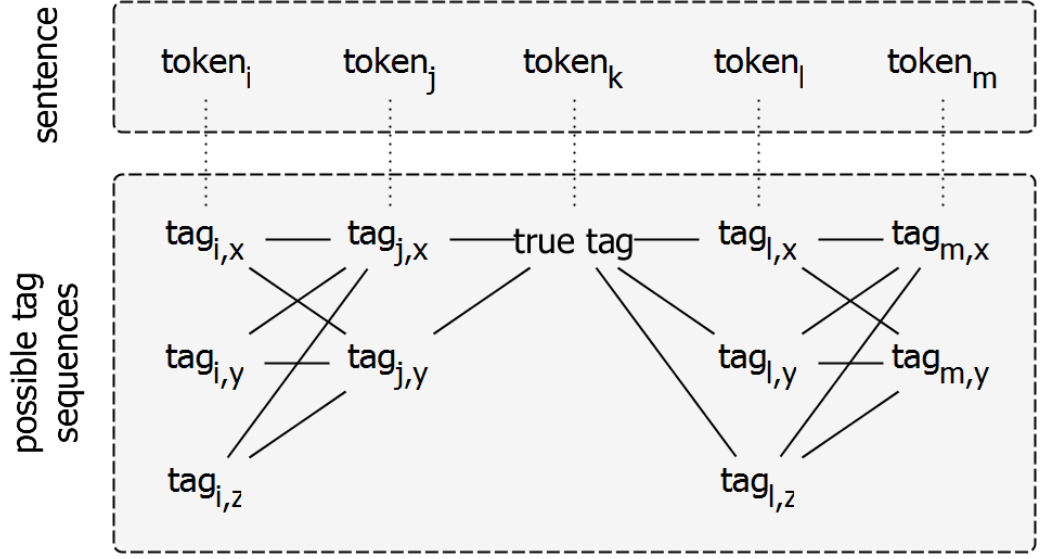 sentence
token_i token_j token_k token_l token_m
possible tag
sequences
tag_i,x tag_j,x true tag tag_l,x tag_m,x
tag_i,y tag_j,y tag_l,y tag_m,y
tag_i,z tag_l,z